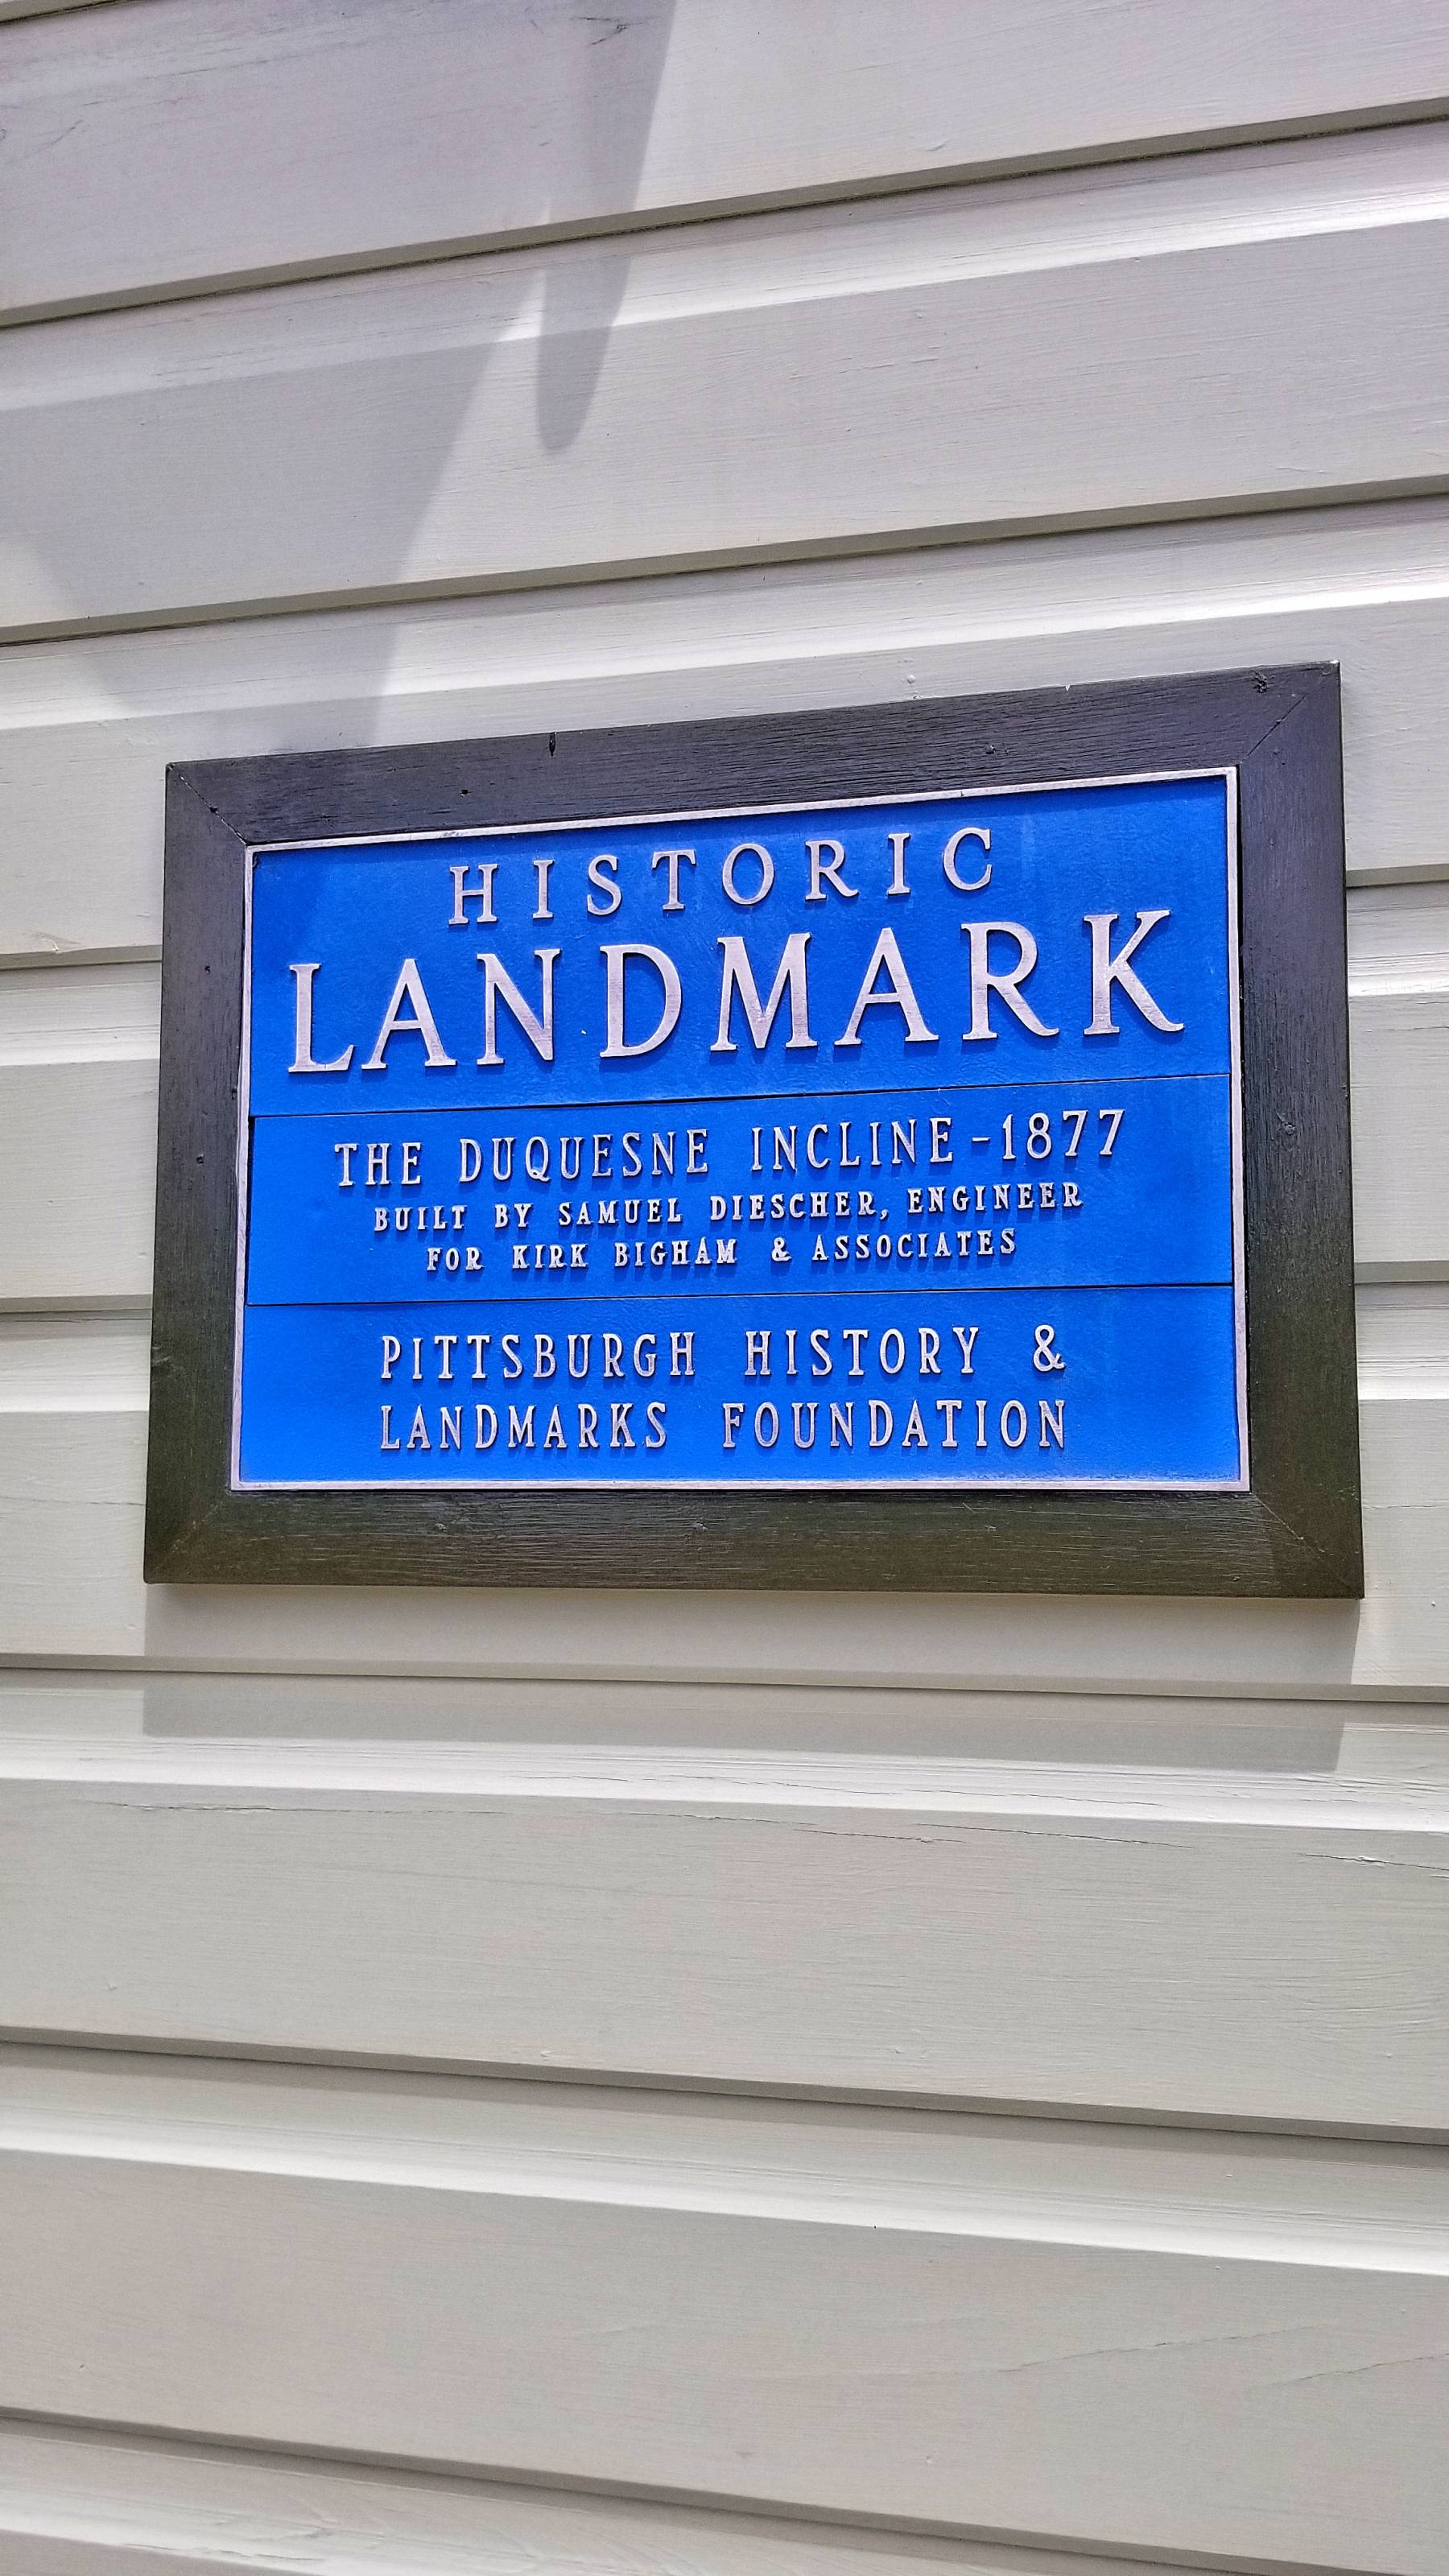 HISTORIC
LANDMARK
THE DUQUESNE INCLINE-1877
BUILT BY SAMUEL DIESCHER, ENGINEER
FOR KIRK BIGHAM & ASSOCIATES
PITTSBURGH HISTORY &
LANDMARKS FOUNDATION